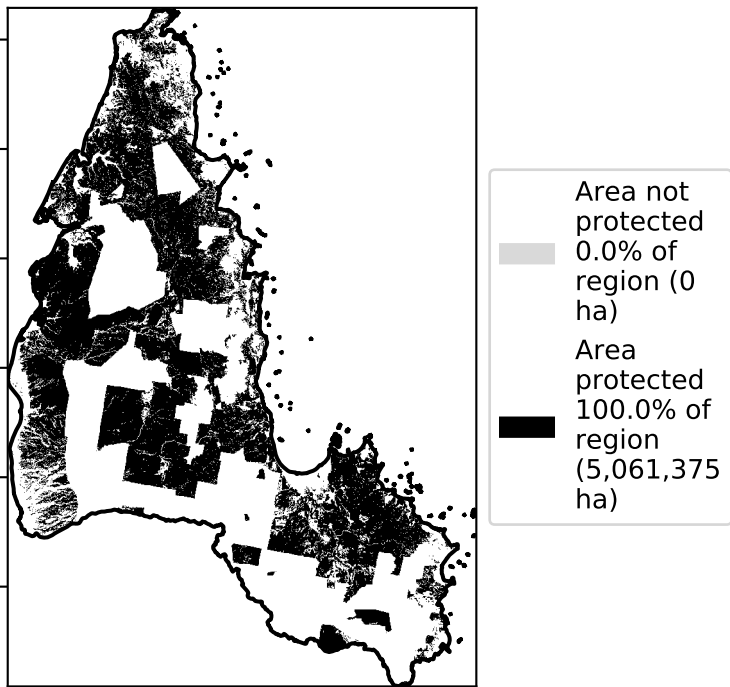 Area not
protected
0.0% of
region (0
ha)
Area
protected
100.0% of
region
(5,061,375
ha)